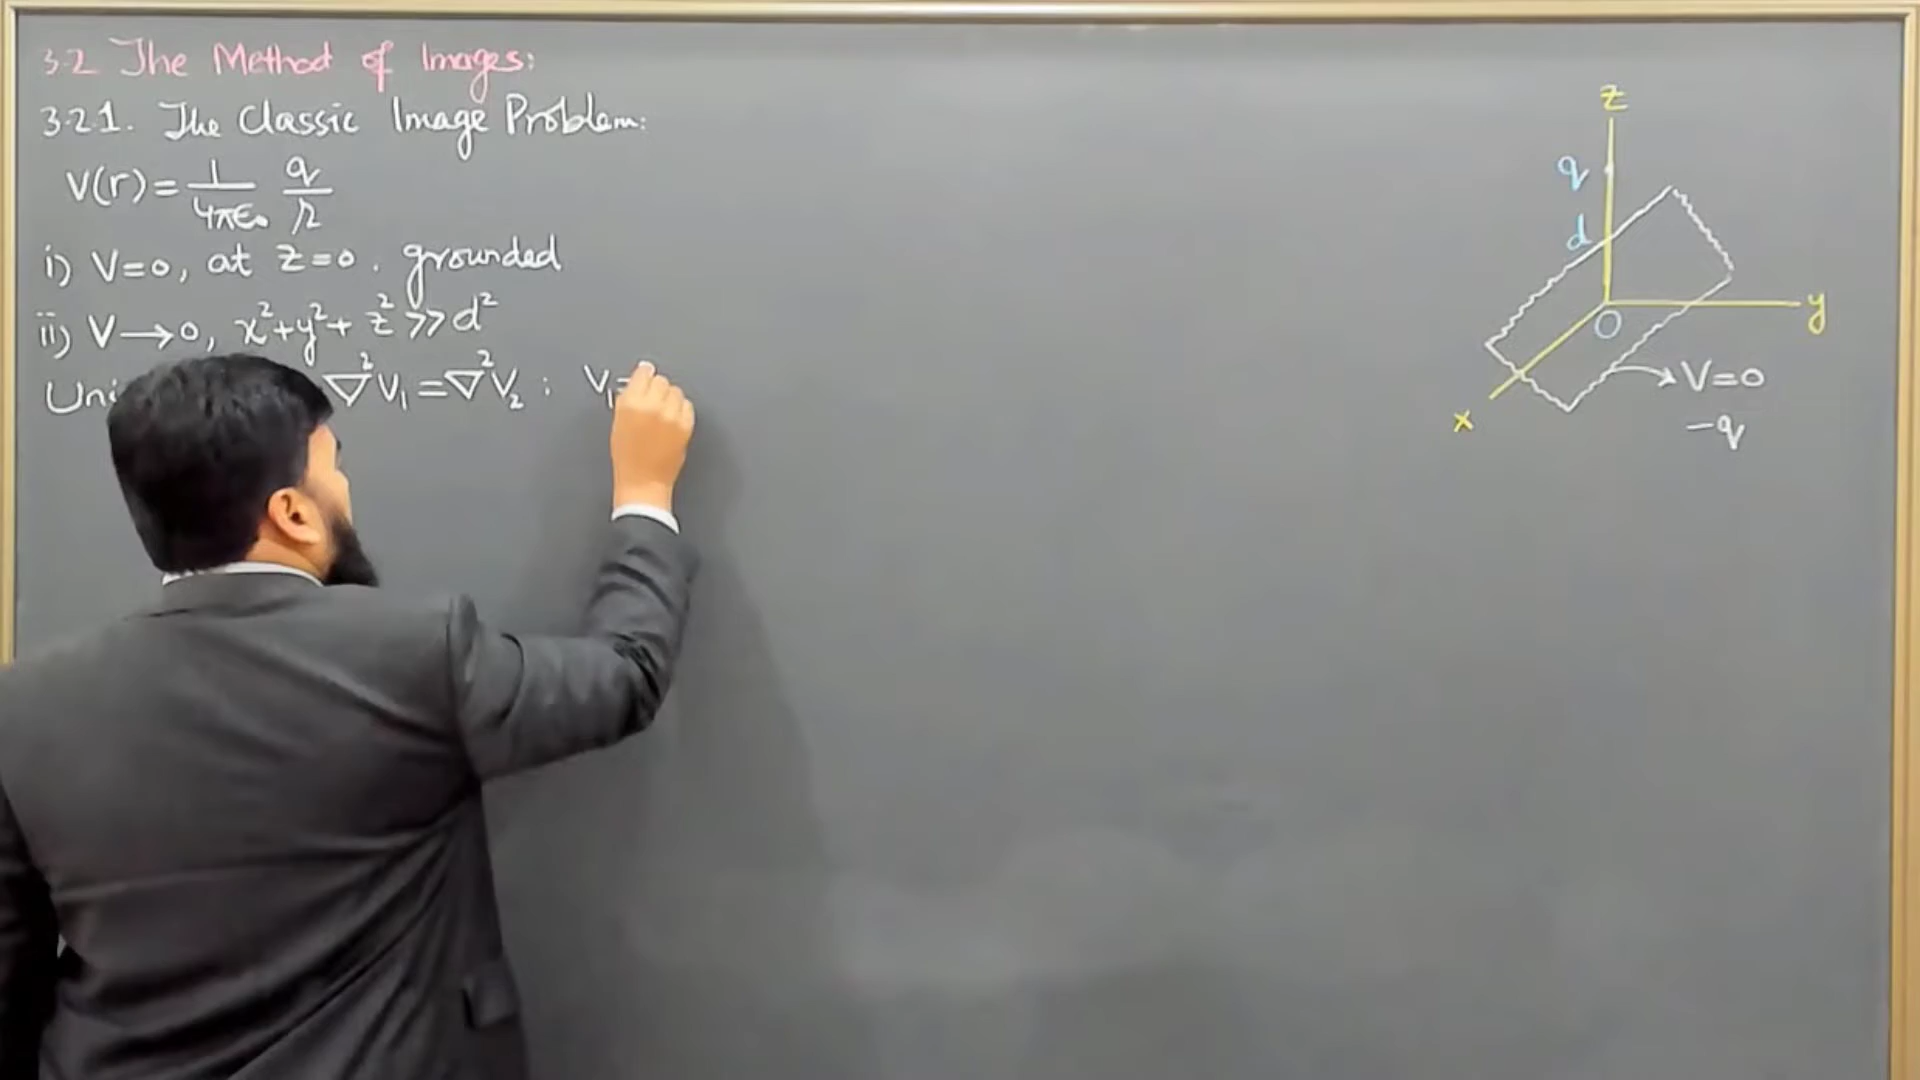 3.2 The Method of Images:
3.2.1. The Classic Image Problem:
V(r) = 1/4πϵ₀ q/r
i) V=0, at z=0. grounded
ii) V→0, x²+y²+z²>>d²
∇²V₁=∇²V₂ : V₁=
z
q
d
O
y
x
V=0
-q